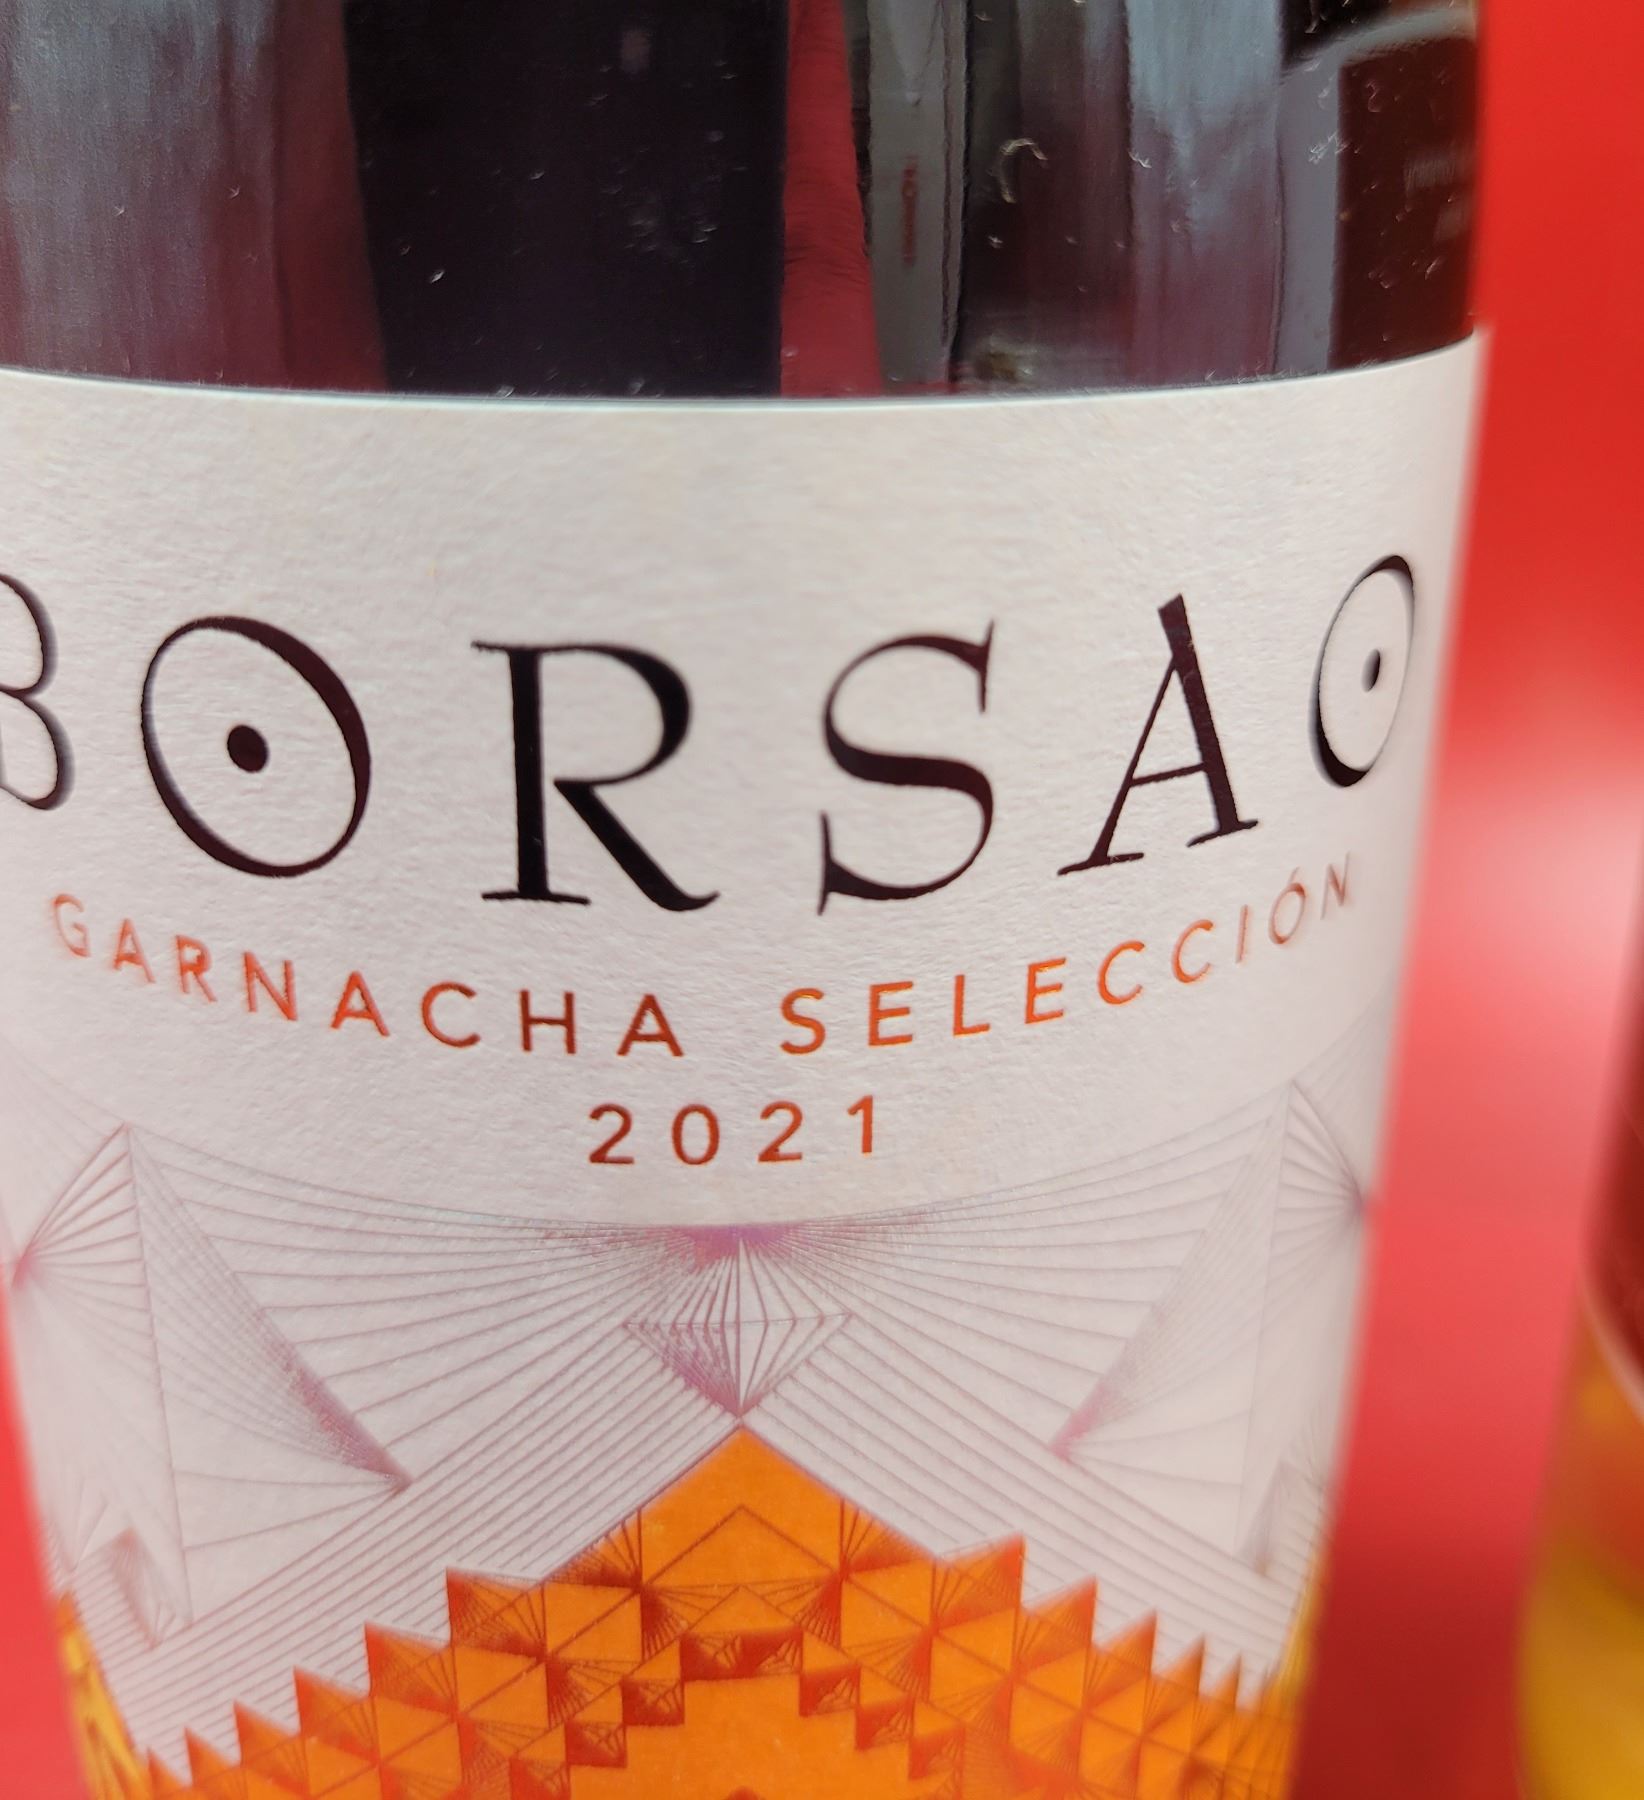 BORSAO
GARNACHA SELECCIÓN
2021